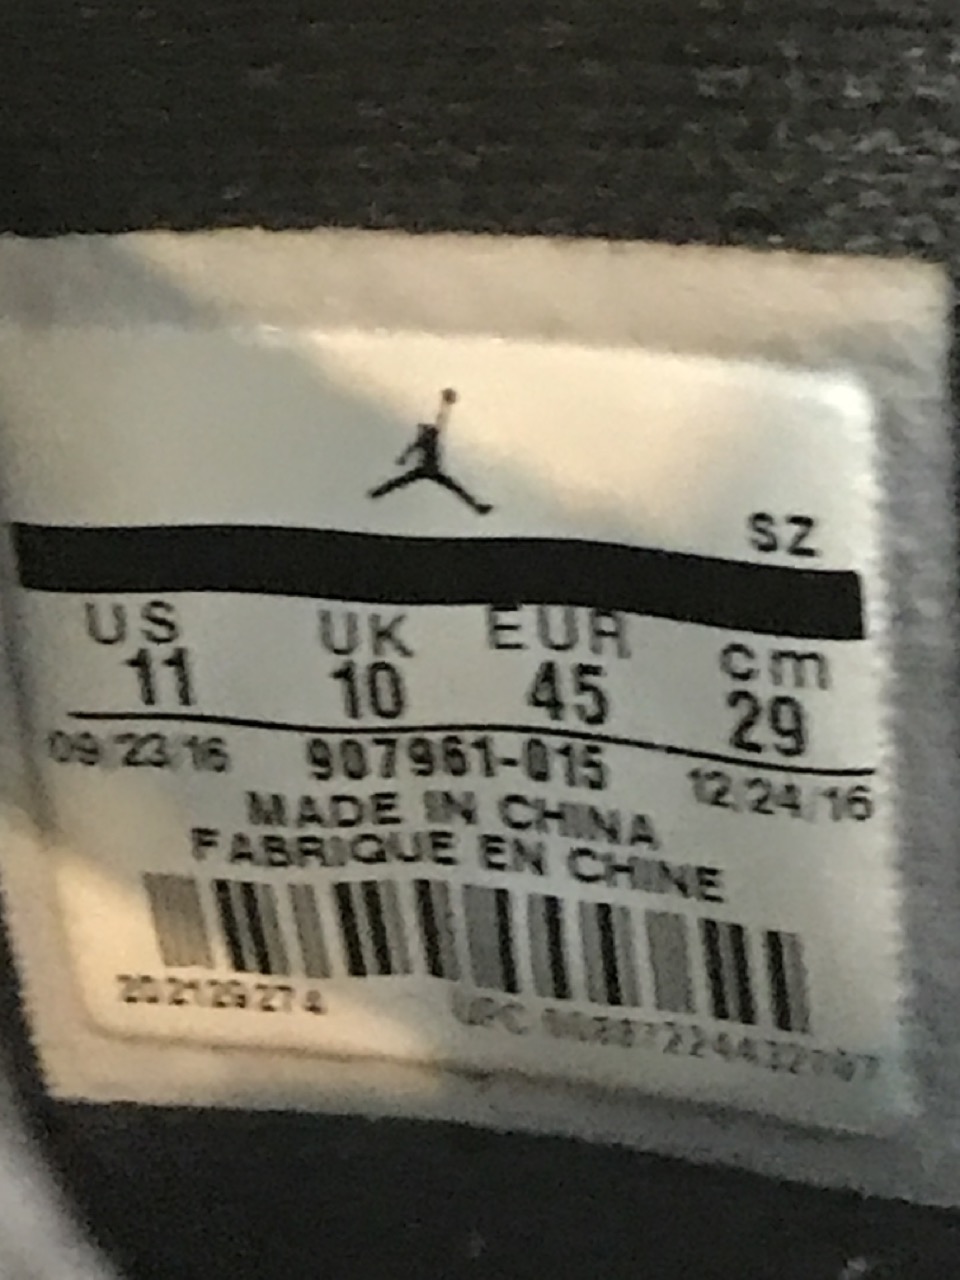 SZ
US UK EUR cm
11 10 45 29
09/23/16 907961-015 12/24/16
MADE IN CHINA
FABRIQUE EN CHINE
UPC